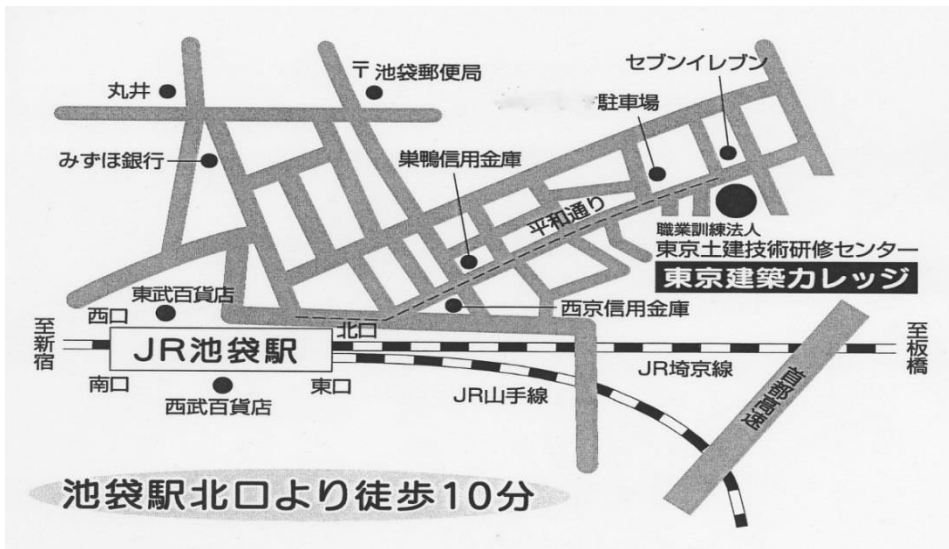 セブンイレブン
〒池袋郵便局
丸井
駐車場
みずほ銀行
巣鴨信用金庫
平和通り
職業訓練法人
東京土建技術研修センター
東京建築カレッジ
東武百貨店
西口
西京信用金庫
北口
至新宿
JR池袋駅
至板橋
JR埼京線
南口
東口
JR山手線
西武百貨店
首都高速
池袋駅北口より徒歩10分